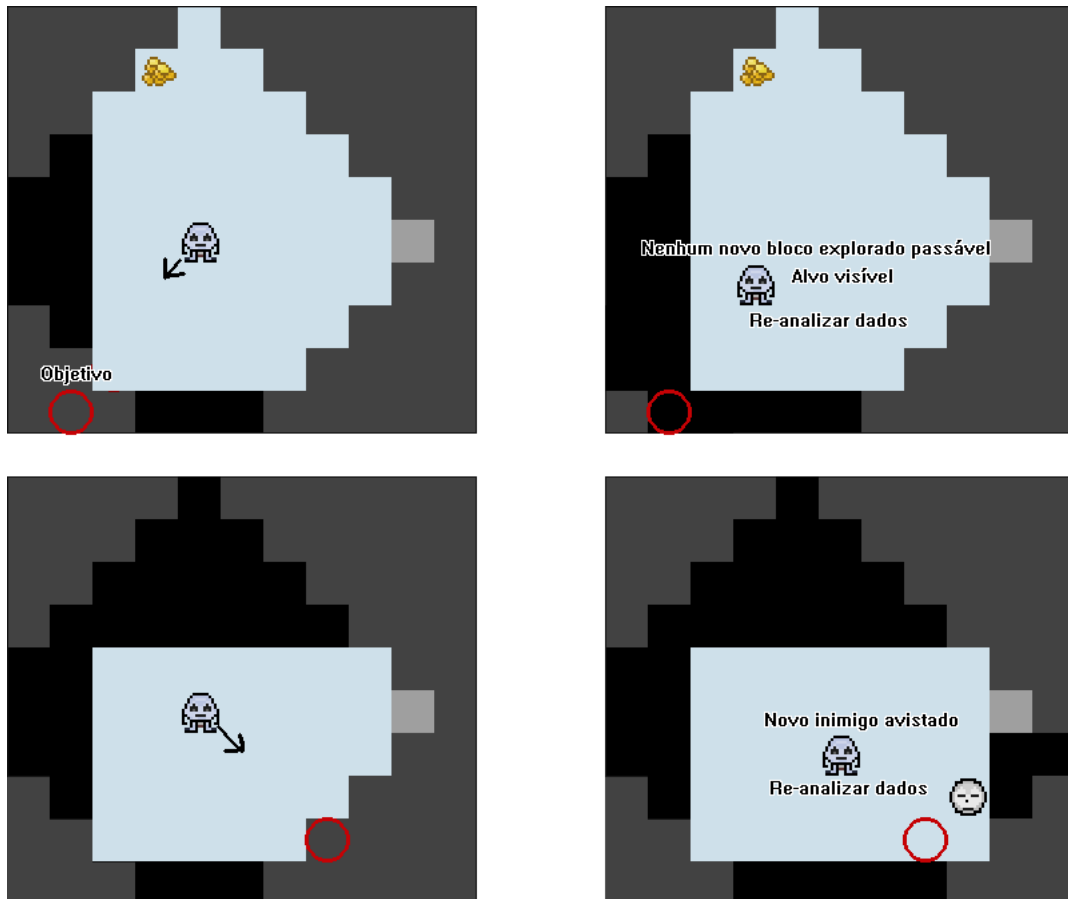 Objetivo
Nenhum novo bloco explorado passável
Alvo visível
Re-analizar dados
Novo inimigo avistado
Re-analizar dados